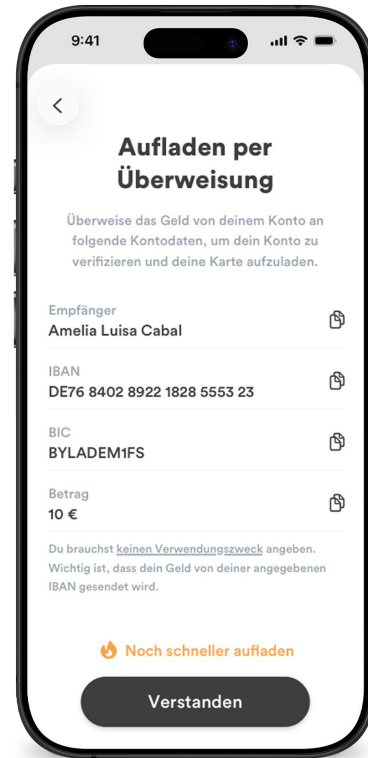 9:41
Aufladen per
Überweisung
Überweise das Geld von deinem Konto an
folgende Kontodaten, um dein Konto zu
verifizieren und deine Karte aufzuladen.
Empfänger
Amelia Luisa Cabal
IBAN
DE76 8402 8922 1828 5553 23
BIC
BYLADEM1FS
Betrag
10 €
Du brauchst keinen Verwendungszweck angeben.
Wichtig ist, dass dein Geld von deiner angegebenen
IBAN gesendet wird.
Noch schneller aufladen
Verstanden